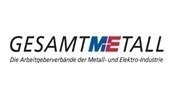 GESAMTMETALL
Die Arbeitgeberverbände der Metall- und Elektro-Industrie